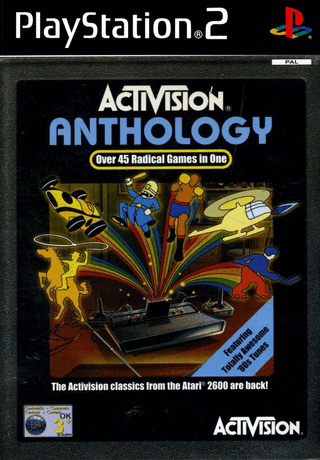 PlayStation®2
PAL
ACTIVISION®
ANTHOLOGY
Over 45 Radical Games in One
Featuring
Totally Awesome
'80s Tunes
The Activision classics from the Atari® 2600 are back!
OK
3+
ACTIVISION®